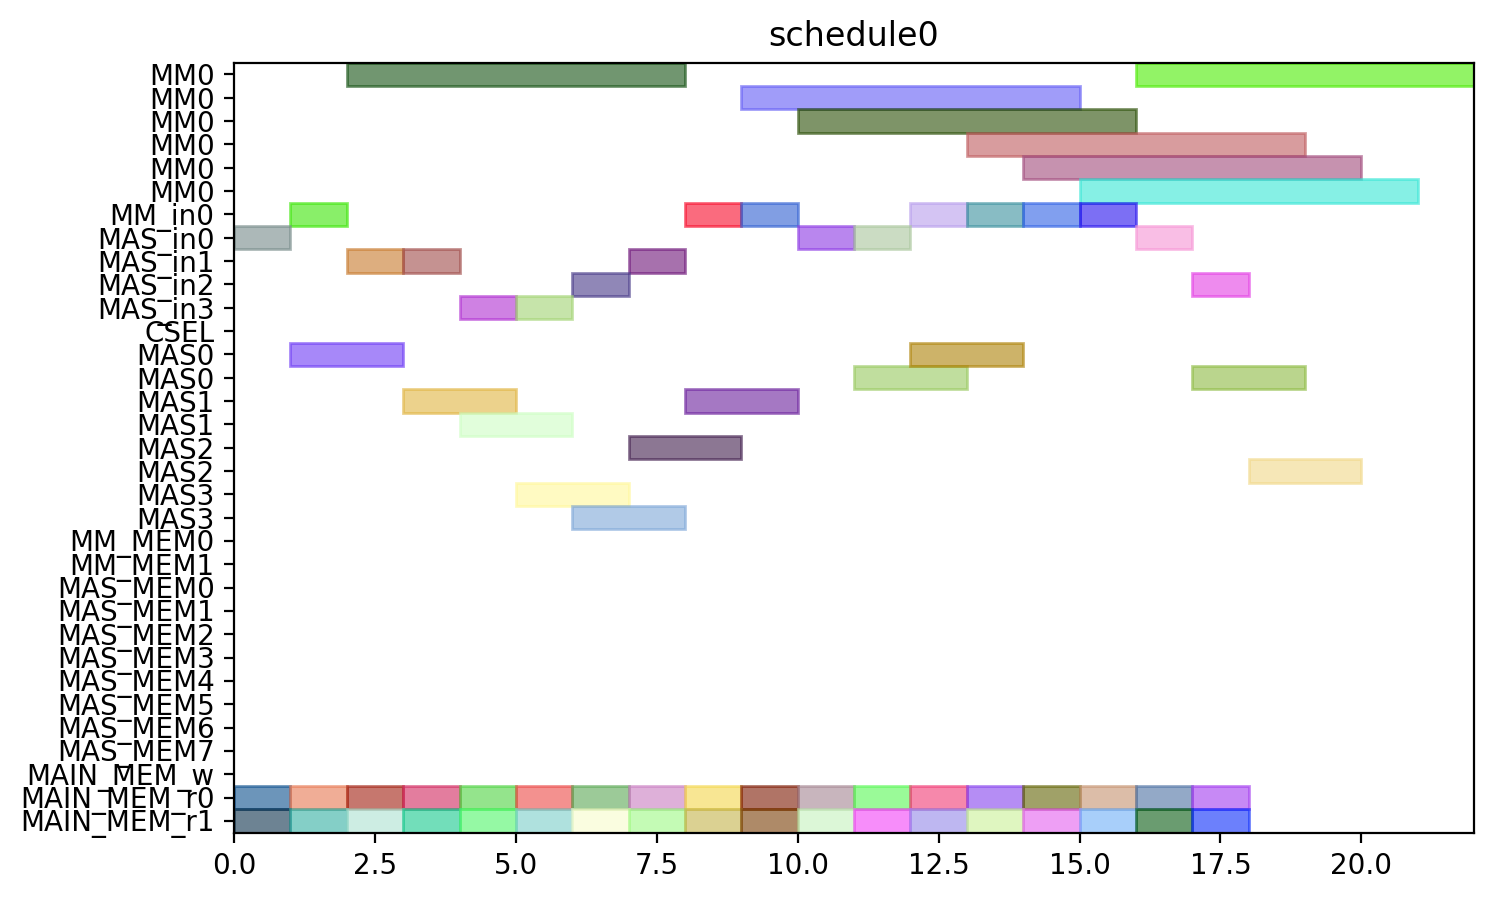 schedule0
MM0
MM0
MM0
MM0
MM0
MM0
MM_in0
MAS_in0
MAS_in1
MAS_in2
MAS_in3
CSEL
MAS0
MAS0
MAS1
MAS1
MAS2
MAS2
MAS3
MAS3
MM_MEM0
MM_MEM1
MAS_MEM0
MAS_MEM1
MAS_MEM2
MAS_MEM3
MAS_MEM4
MAS_MEM5
MAS_MEM6
MAS_MEM7
MAIN_MEM_w
MAIN_MEM_r0
MAIN_MEM_r1
0.0 2.5 5.0 7.5 10.0 12.5 15.0 17.5 20.0